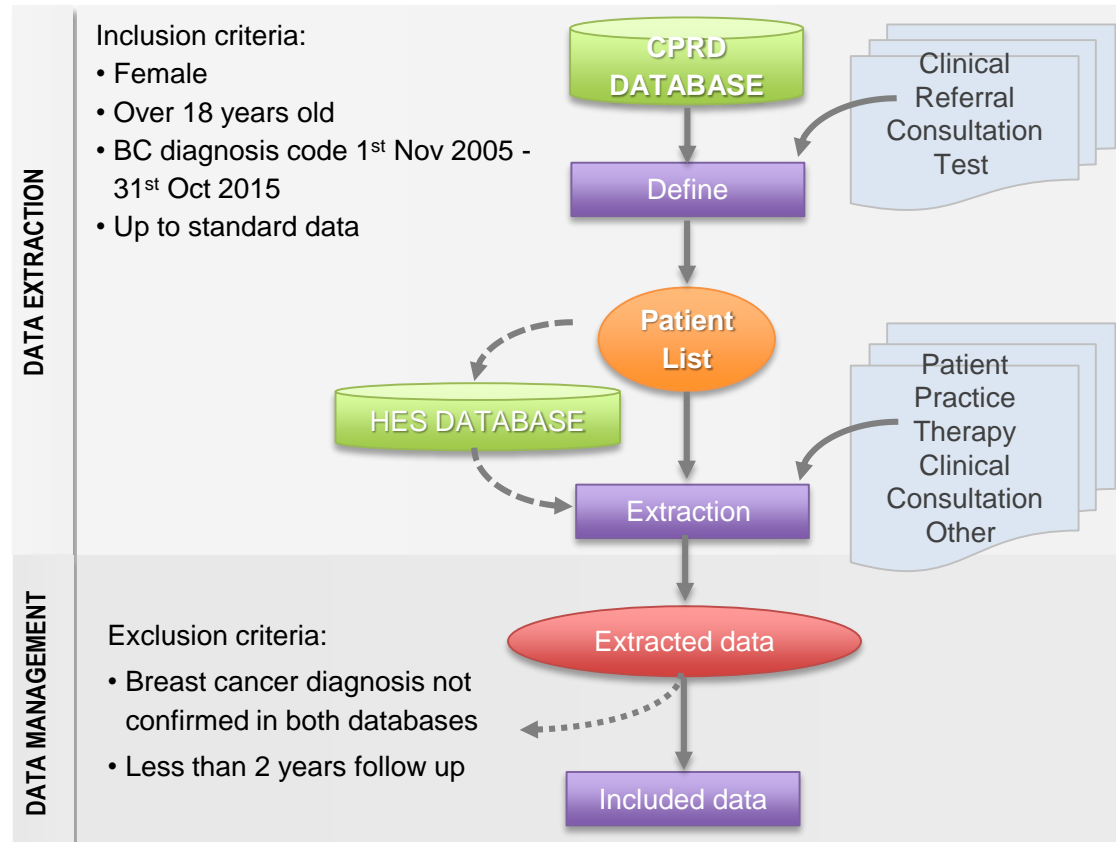 DATA EXTRACTION
Inclusion criteria:
• Female
• Over 18 years old
• BC diagnosis code 1st Nov 2005 -
31st Oct 2015
• Up to standard data
CPRD
DATABASE
Clinical
Referral
Consultation
Test
Define
Patient
List
HES DATABASE
Patient
Practice
Therapy
Clinical
Consultation
Other
Extraction
DATA MANAGEMENT
Exclusion criteria:
• Breast cancer diagnosis not
confirmed in both databases
• Less than 2 years follow up
Extracted data
Included data